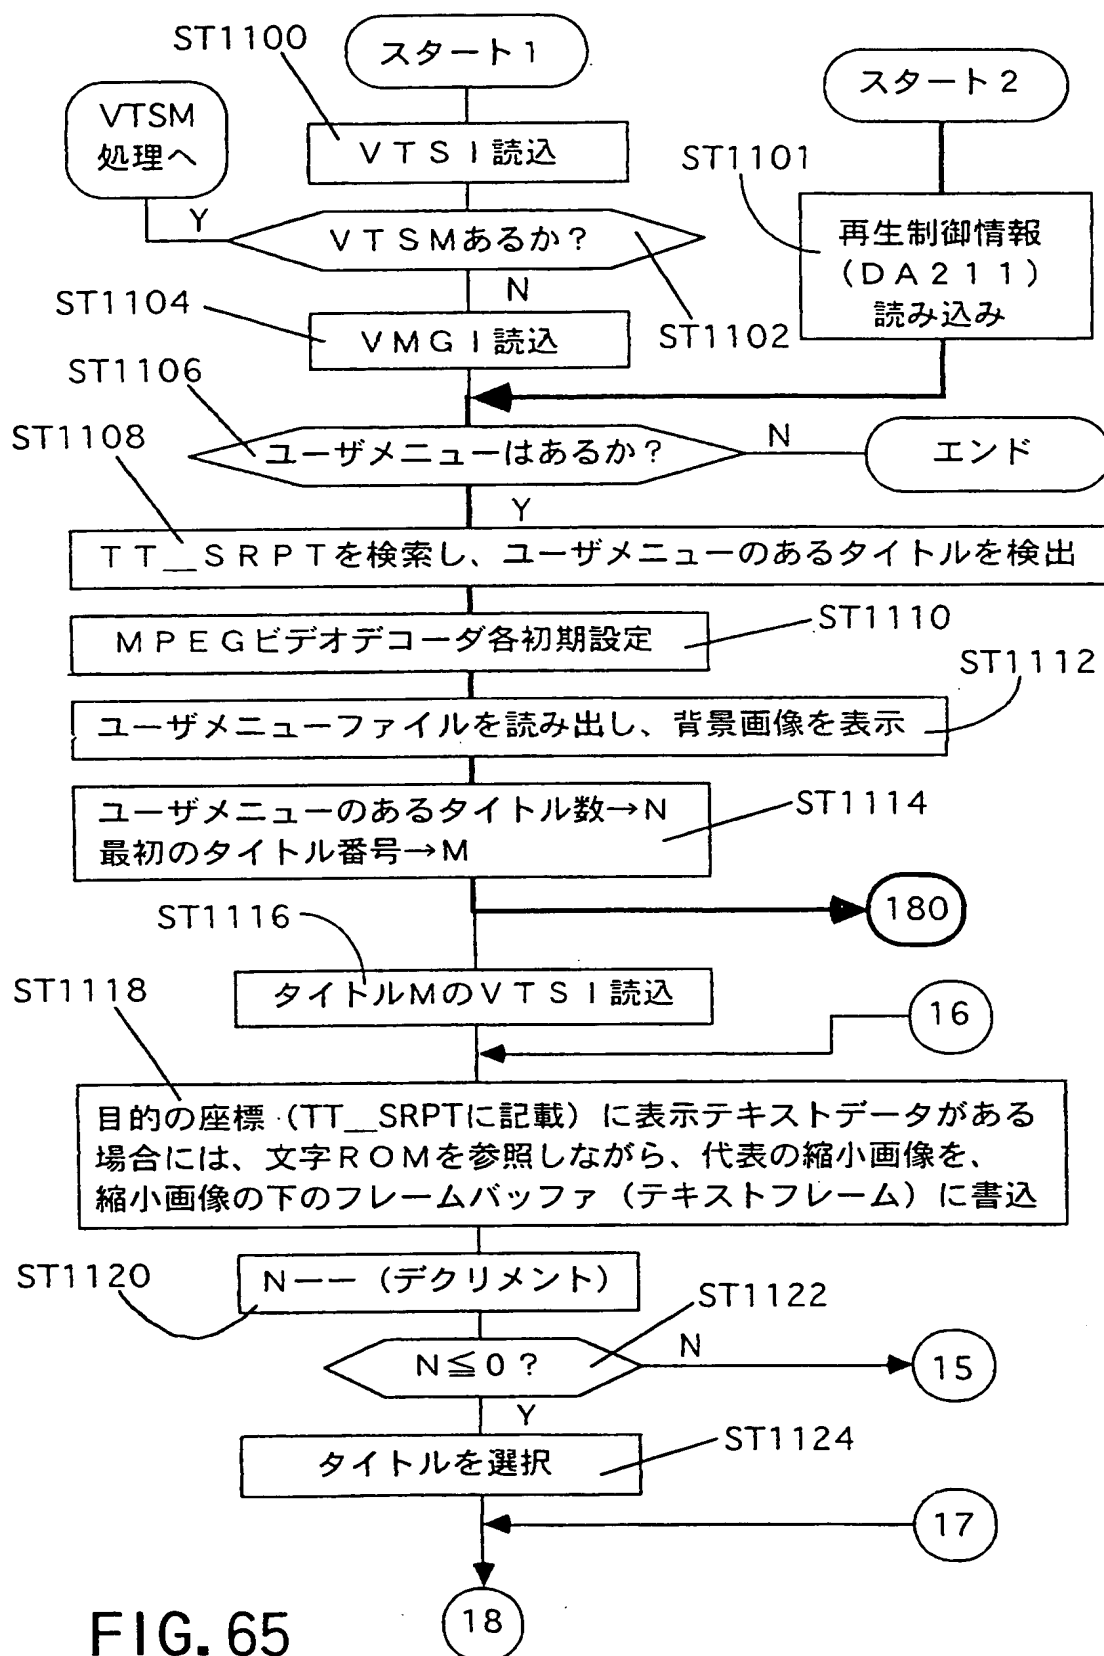 ST1100
スタート1
スタート2
VTSM
処理へ
VTSI読込
ST1101
Y
VTSMあるか?
再生制御情報
(DA211)
読み込み
N
ST1104
VMGI読込
ST1102
ST1106
ST1108
ユーザメニューはあるか?
N
エンド
Y
TT__SRPTを検索し、ユーザメニューのあるタイトルを検出
MPEGビデオデコーダ各初期設定
ST1110
ST1112
ユーザメニューファイルを読み出し、背景画像を表示
ユーザメニューのあるタイトル数→N
最初のタイトル番号→M
ST1114
ST1116
180
ST1118
タイトルMのVTSI読込
16
目的の座標(TT__SRPTに記載)に表示テキストデータがある
場合には、文字ROMを参照しながら、代表の縮小画像を、
縮小画像の下のフレームバッファ(テキストフレーム)に書込
ST1120
N−−(デクリメント)
ST1122
N≦0?
N
15
Y
タイトルを選択
ST1124
17
18
FIG. 65